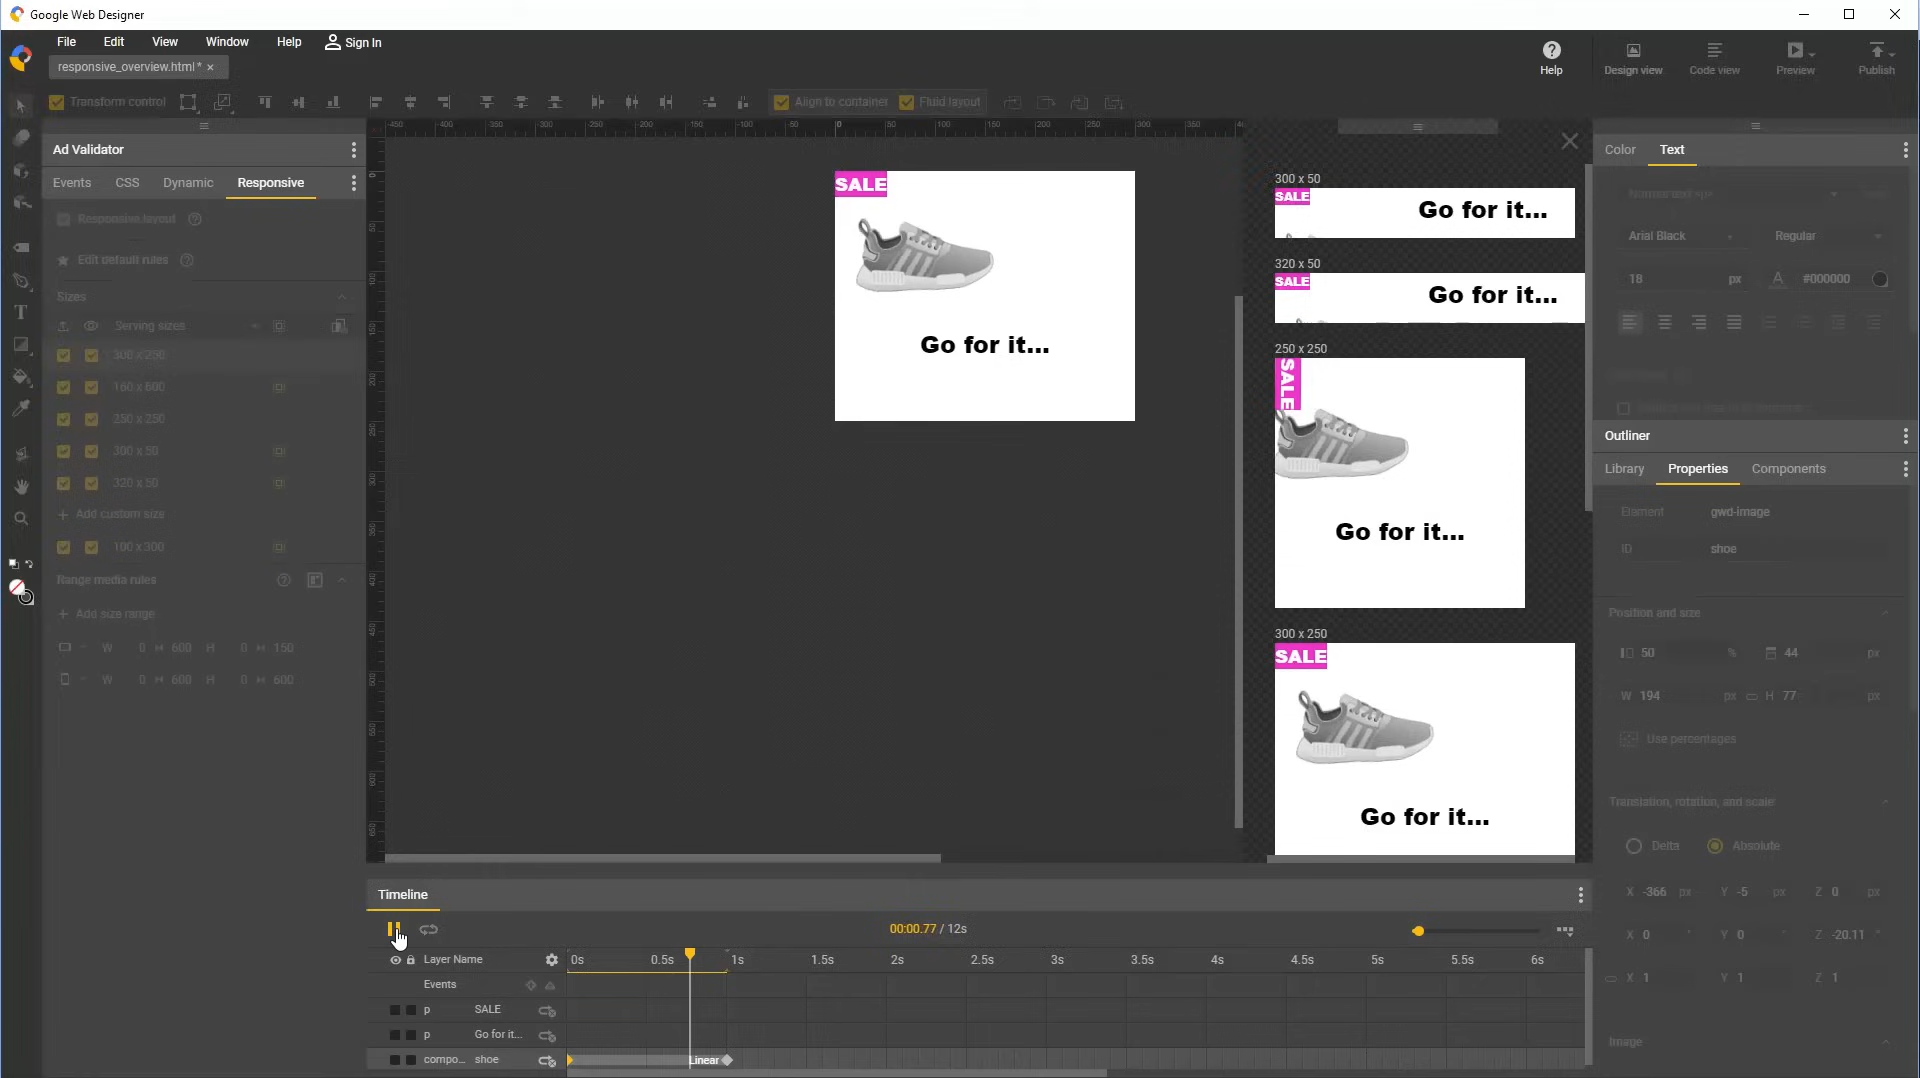 Google Web Designer
File Edit View Window Help Sign In
responsive_overview.html* ×
Help
Design view Code view Preview Publish
Transform control Align to container Fluid layout
Ad Validator
Events CSS Dynamic Responsive
Responsive layout
Edit default rules
Sizes
Serving sizes
300 x 250
160 x 600
250 x 250
300 x 50
320 x 50
+ Add custom size
100 x 300
Range media rules
+ Add size range
W 0 600 H 0 150
W 0 600 H 0 600
SALE
Go for it...
300 x 50
SALE
Go for it...
320 x 50
SALE
Go for it...
250 x 250
SALE
Go for it...
300 x 250
SALE
Go for it...
Color Text
Arial Black Regular
18 px A #000000
Outliner
Library Properties Components
Element gwd-image
ID shoe
Position and size
50 % 44 px
W 194 px H 77 px
Use percentages
Translation, rotation, and scale
Delta Absolute
X -366 px Y -5 px Z 0 px
X 0 ° Y 0 ° Z -20.11 °
X 1 Y 1 Z 1
Image
Timeline
00:00.77 / 12s
Layer Name 0s 0.5s 1s 1.5s 2s 2.5s 3s 3.5s 4s 4.5s 5s 5.5s 6s
Events
p SALE
p Go for it...
compo... shoe Linear